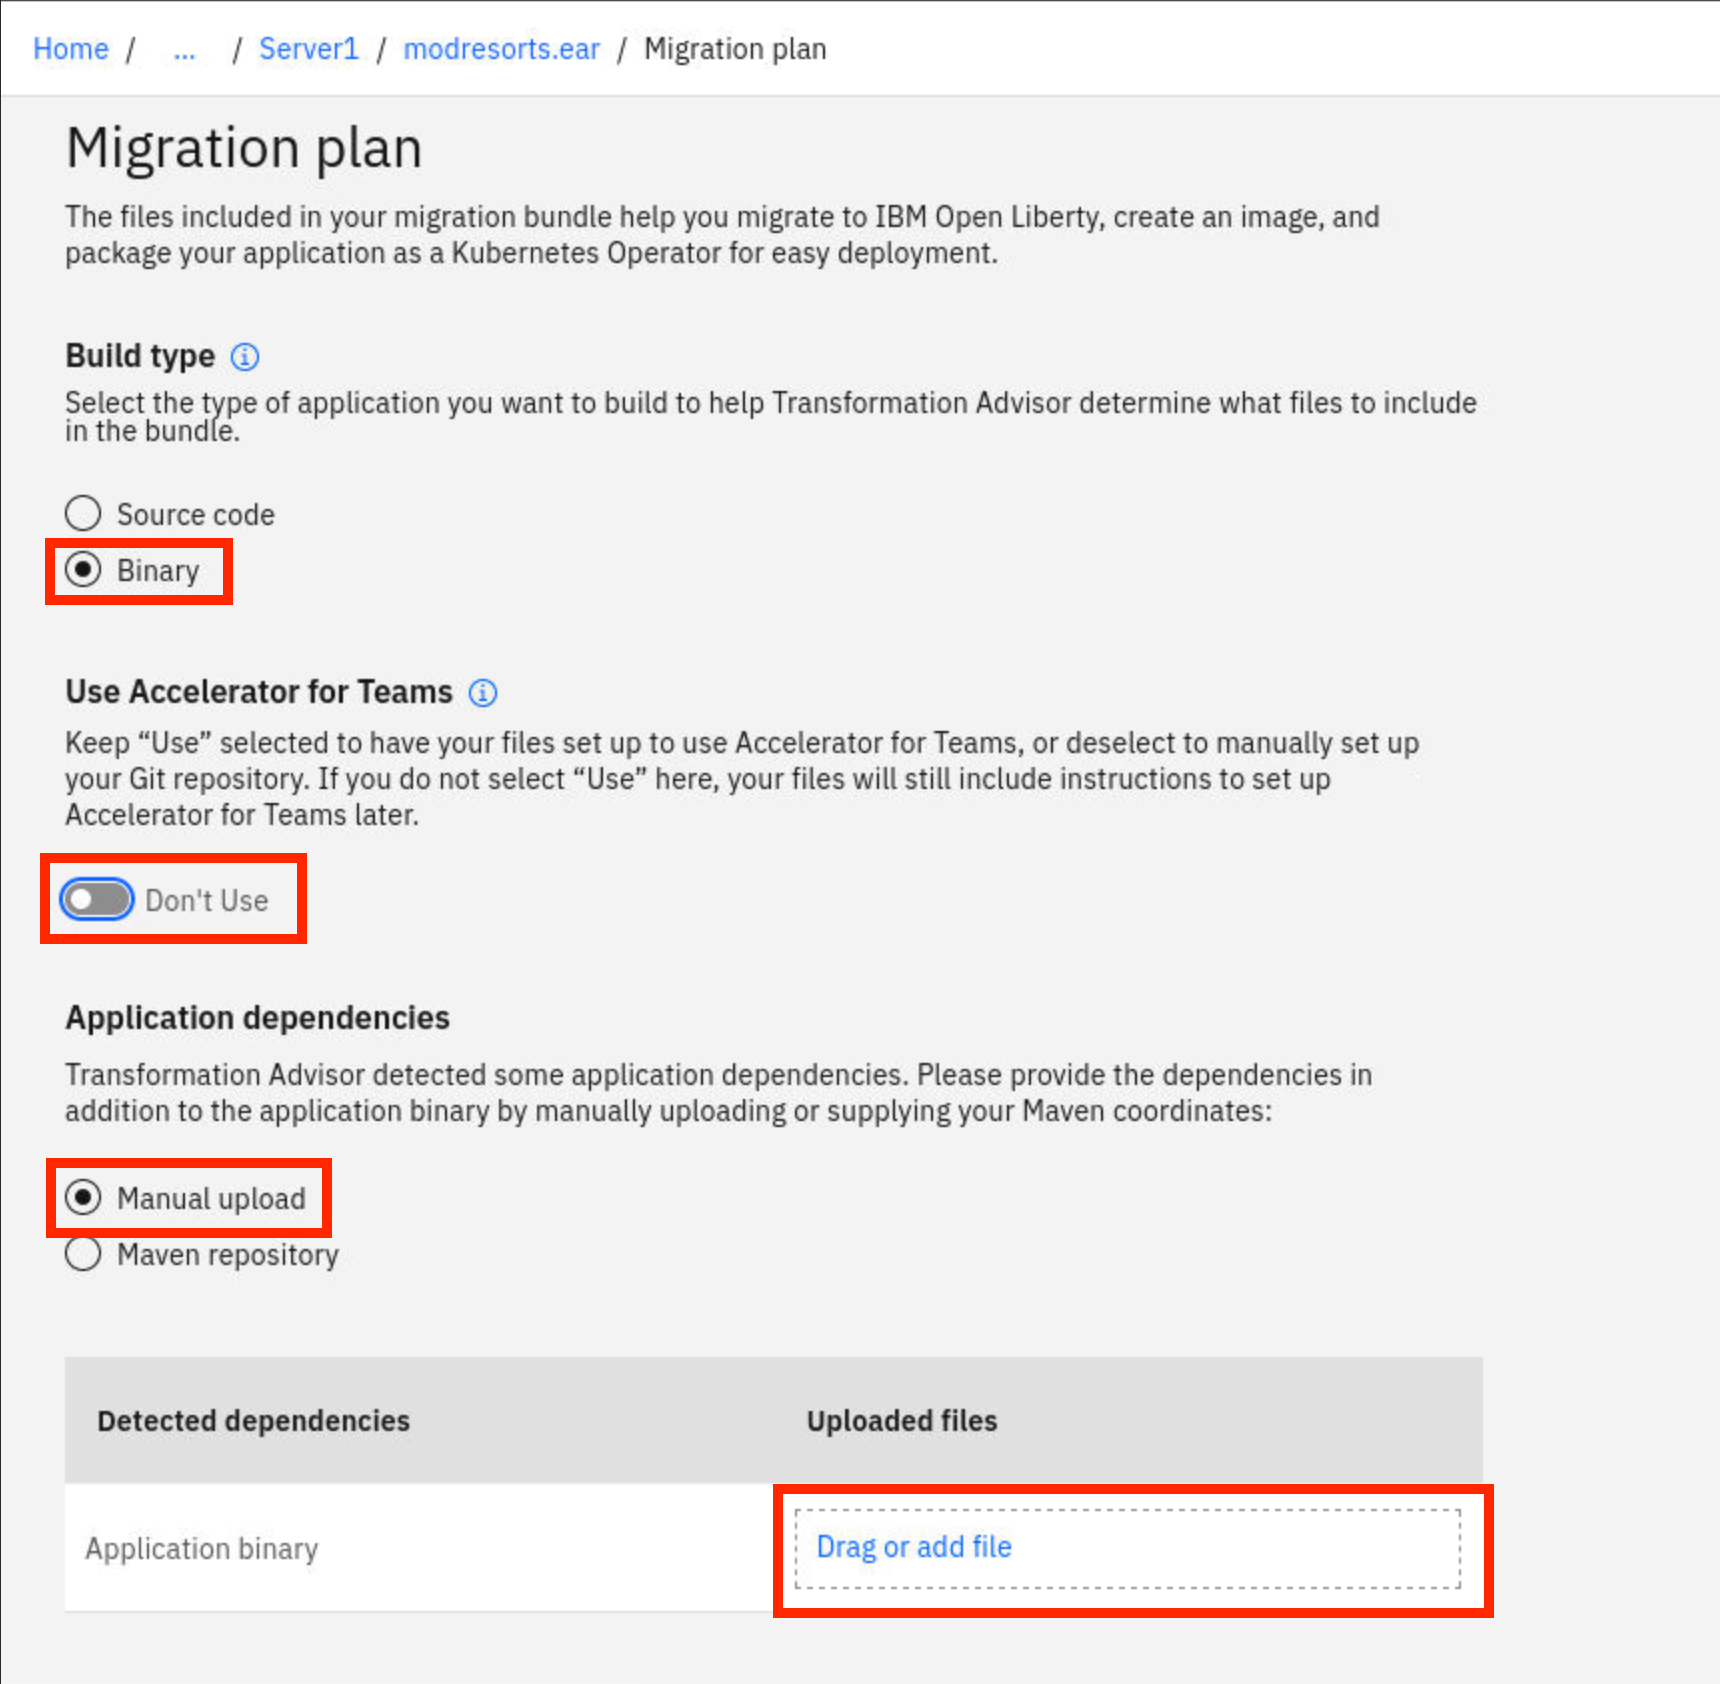 Home / ... / Server1 / modresorts.ear / Migration plan
Migration plan
The files included in your migration bundle help you migrate to IBM Open Liberty, create an image, and
package your application as a Kubernetes Operator for easy deployment.
Build type
Select the type of application you want to build to help Transformation Advisor determine what files to include
in the bundle.
Source code
Binary
Use Accelerator for Teams
Keep “Use” selected to have your files set up to use Accelerator for Teams, or deselect to manually set up
your Git repository. If you do not select “Use” here, your files will still include instructions to set up
Accelerator for Teams later.
Don't Use
Application dependencies
Transformation Advisor detected some application dependencies. Please provide the dependencies in
addition to the application binary by manually uploading or supplying your Maven coordinates:
Manual upload
Maven repository
Detected dependencies Uploaded files
Application binary Drag or add file